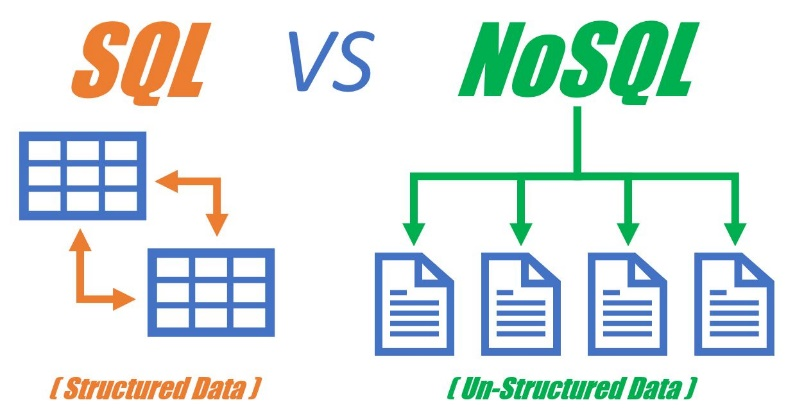 SQL VS NoSQL
( Structured Data )
( Un-Structured Data )